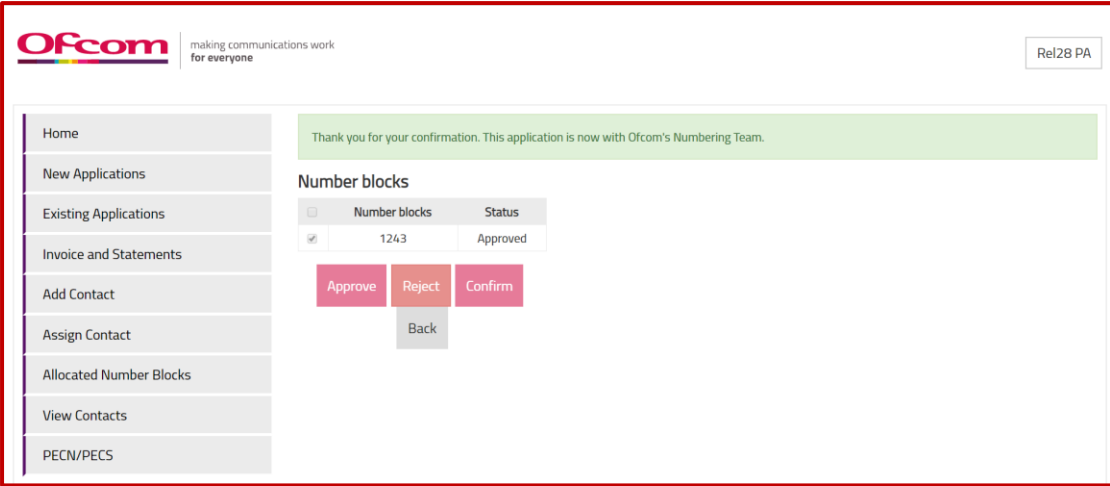 Ofcom
making communications work
for everyone
Rel28 PA
Home
New Applications
Existing Applications
Invoice and Statements
Add Contact
Assign Contact
Allocated Number Blocks
View Contacts
PECN/PECS
Thank you for your confirmation. This application is now with Ofcom's Numbering Team.
Number blocks
Number blocks Status
1243 Approved
Approve Reject Confirm
Back